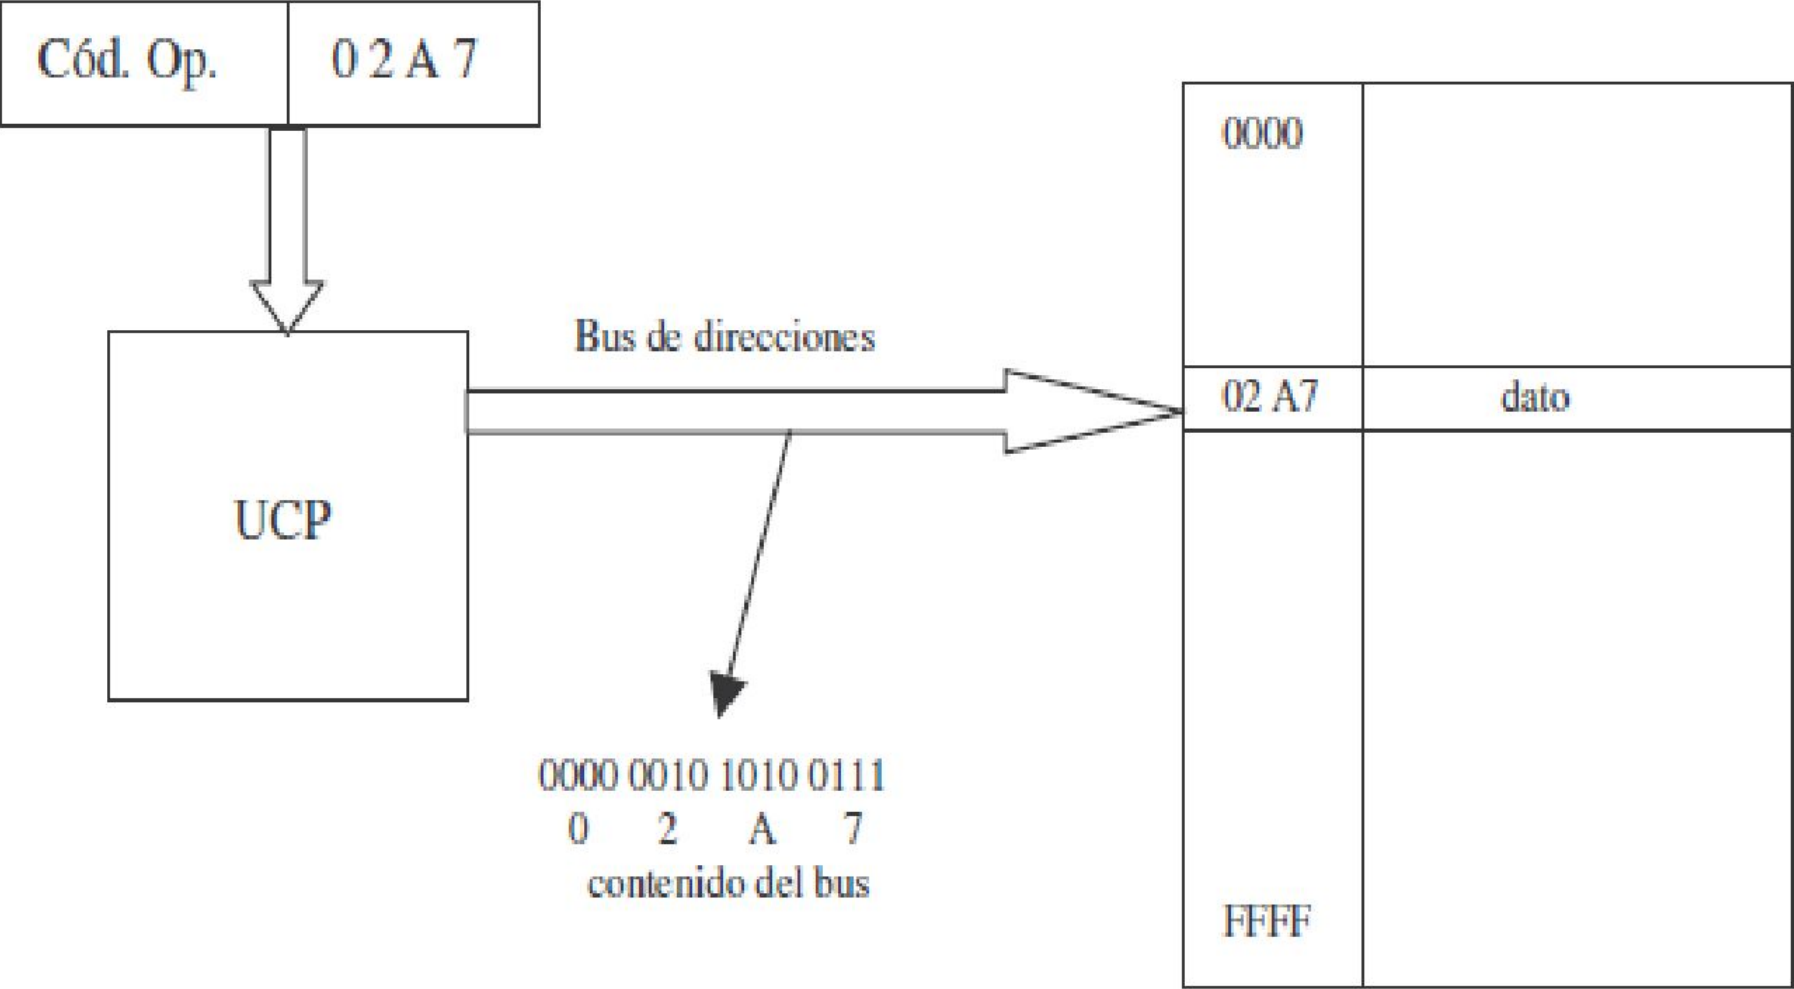 Cód. Op. 0 2 A 7
0000
Bus de direcciones
02 A7 dato
UCP
0000 0010 1010 0111
0 2 A 7
contenido del bus
FFFF